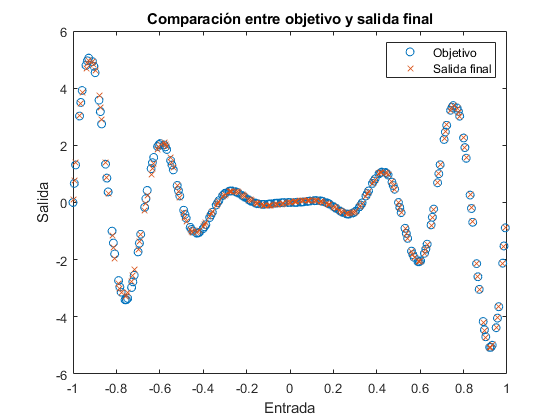 Comparación entre objetivo y salida final
Objetivo
Salida final
6
4
2
0
-2
-4
-6
Salida
-1 -0.8 -0.6 -0.4 -0.2 0 0.2 0.4 0.6 0.8 1
Entrada